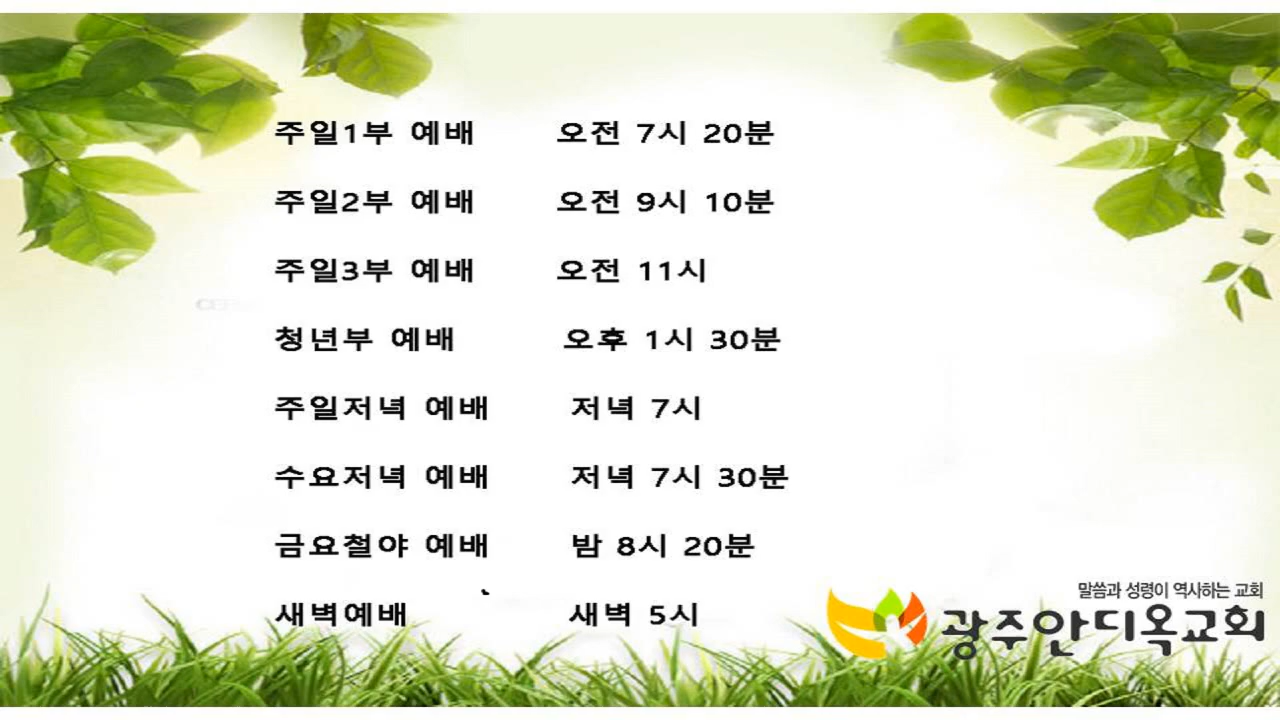 주일1부 예배 오전 7시 20분
주일2부 예배 오전 9시 10분
주일3부 예배 오전 11시
청년부 예배 오후 1시 30분
주일저녁 예배 저녁 7시
수요저녁 예배 저녁 7시 30분
금요철야 예배 밤 8시 20분
새벽예배 새벽 5시
말씀과 성령이 역사하는 교회
광주안디옥교회